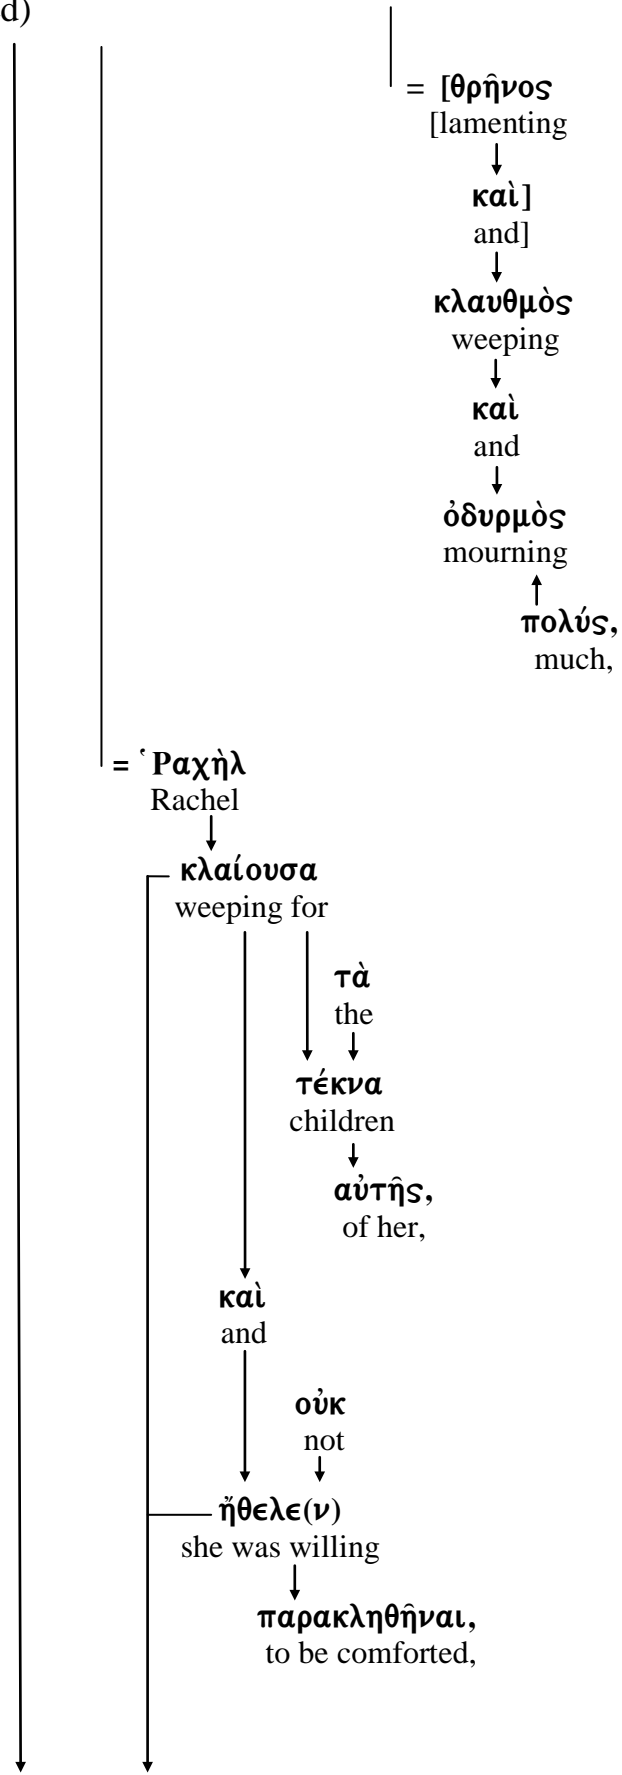 d)
= [θρῆνος
[lamenting
καὶ]
and]
κλαυθμὸς
weeping
καὶ
and
ὀδυρμὸς
mourning
πολύς,
much,
= Ῥαχὴλ
Rachel
κλαίουσα
weeping for
τὰ
the
τέκνα
children
αὐτῆς,
of her,
καὶ
and
οὐκ
not
ἤθελε(ν)
she was willing
παρακληθῆναι,
to be comforted,